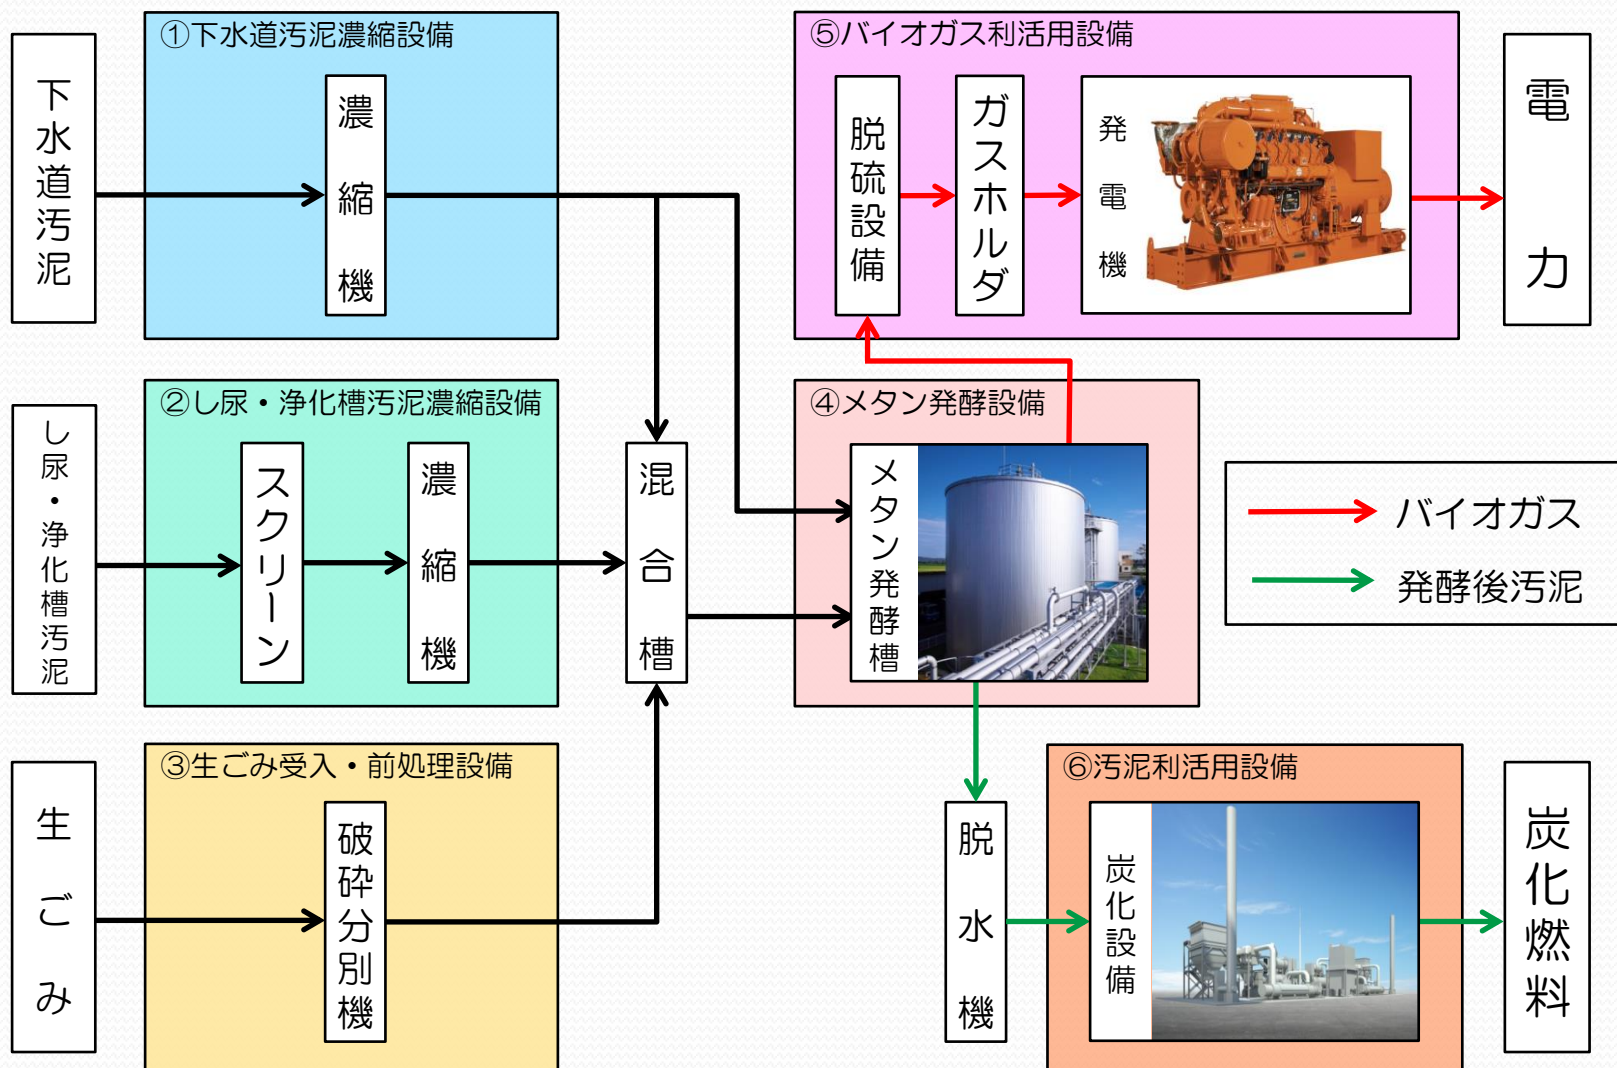 下水道汚泥
①下水道汚泥濃縮設備
濃縮機
し尿・浄化槽汚泥
②し尿・浄化槽汚泥濃縮設備
スクリーン
濃縮機
生ごみ
③生ごみ受入・前処理設備
破砕分別機
混合槽
④メタン発酵設備
メタン発酵槽
⑤バイオガス利活用設備
脱硫設備
ガスホルダ
発電機
電力
バイオガス
発酵後汚泥
脱水機
⑥汚泥利活用設備
炭化設備
炭化燃料